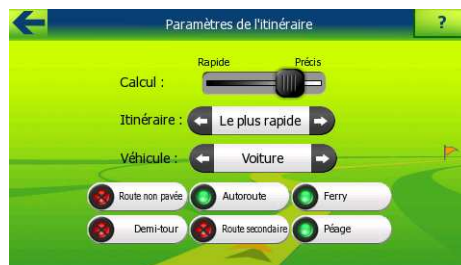 Paramètres de l'itinéraire ?
Rapide Précis
Calcul :
Itinéraire : Le plus rapide
Véhicule : Voiture
Route non pavée Autoroute Ferry
Demi-tour Route secondaire Péage